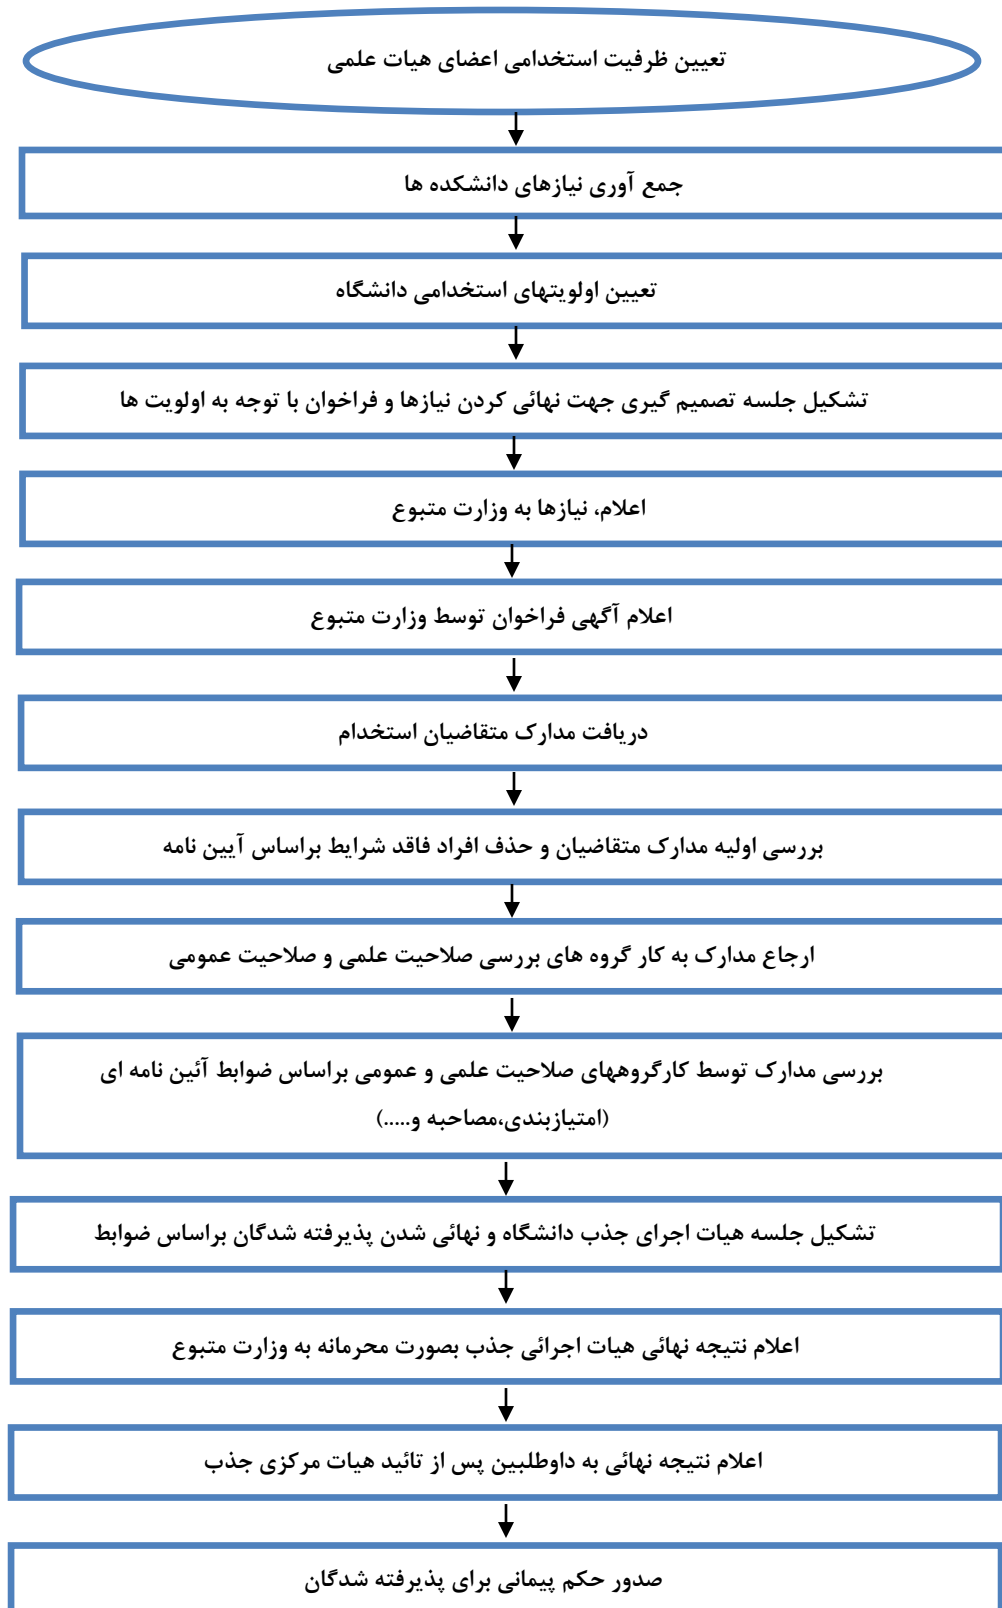 تعیین ظرفیت استخدامی اعضای هیات علمی
جمع آوری نیازهای دانشکده ها
تعیین اولویتهای استخدامی دانشگاه
تشکیل جلسه تصمیم گیری جهت نهائی کردن نیازها و فراخوان با توجه به اولویت ها
اعلام، نیازها به وزارت متبوع
اعلام آگهی فراخوان توسط وزارت متبوع
دریافت مدارک متقاضیان استخدام
بررسی اولیه مدارک متقاضیان و حذف افراد فاقد شرایط براساس آیین نامه
ارجاع مدارک به کار گروه های بررسی صلاحیت علمی و صلاحیت عمومی
بررسی مدارک توسط کارگروههای صلاحیت علمی و عمومی براساس ضوابط آئین نامه ای
(امتیازبندی،مصاحبه و.....)
تشکیل جلسه هیات اجرای جذب دانشگاه و نهائی شدن پذیرفته شدگان براساس ضوابط
اعلام نتیجه نهائی هیات اجرائی جذب بصورت محرمانه به وزارت متبوع
اعلام نتیجه نهائی به داوطلبین پس از تائید هیات مرکزی جذب
صدور حکم پیمانی برای پذیرفته شدگان